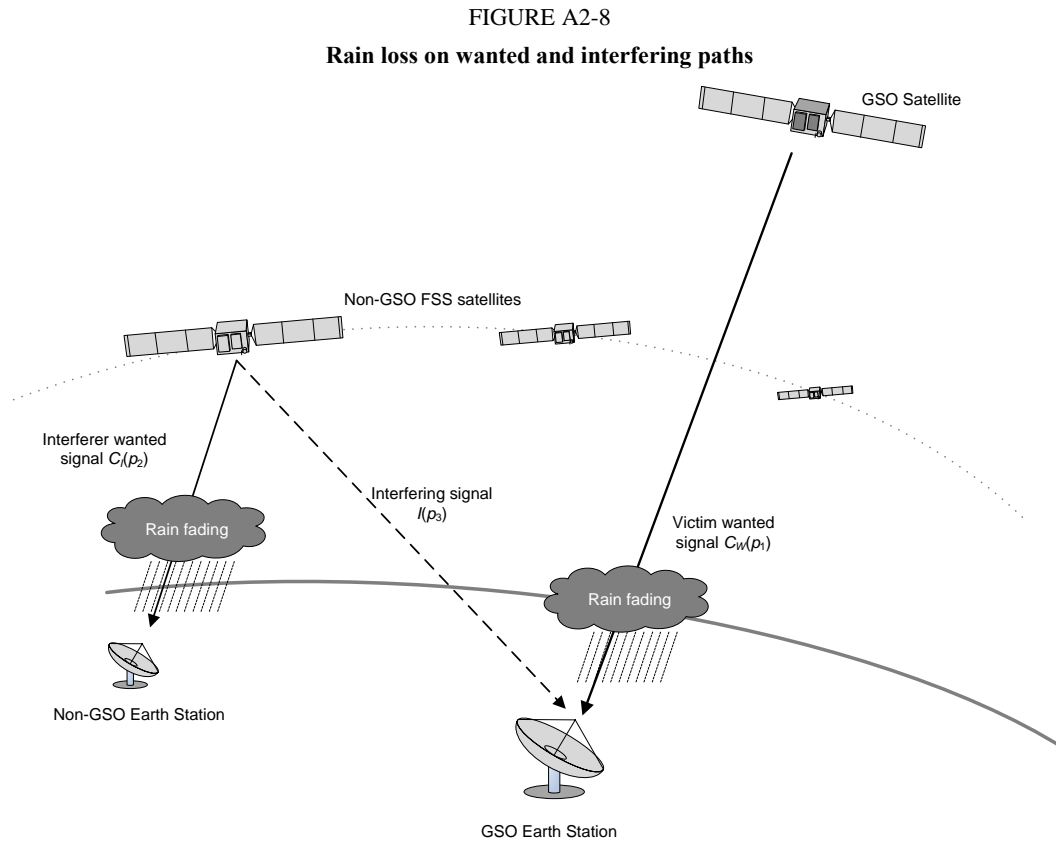 FIGURE A2-8
Rain loss on wanted and interfering paths
GSO Satellite
Non-GSO FSS satellites
Interferer wanted
signal C_I(p_2)
Interfering signal
I(p_3)
Victim wanted
signal C_W(p_1)
Rain fading
Rain fading
Non-GSO Earth Station
GSO Earth Station